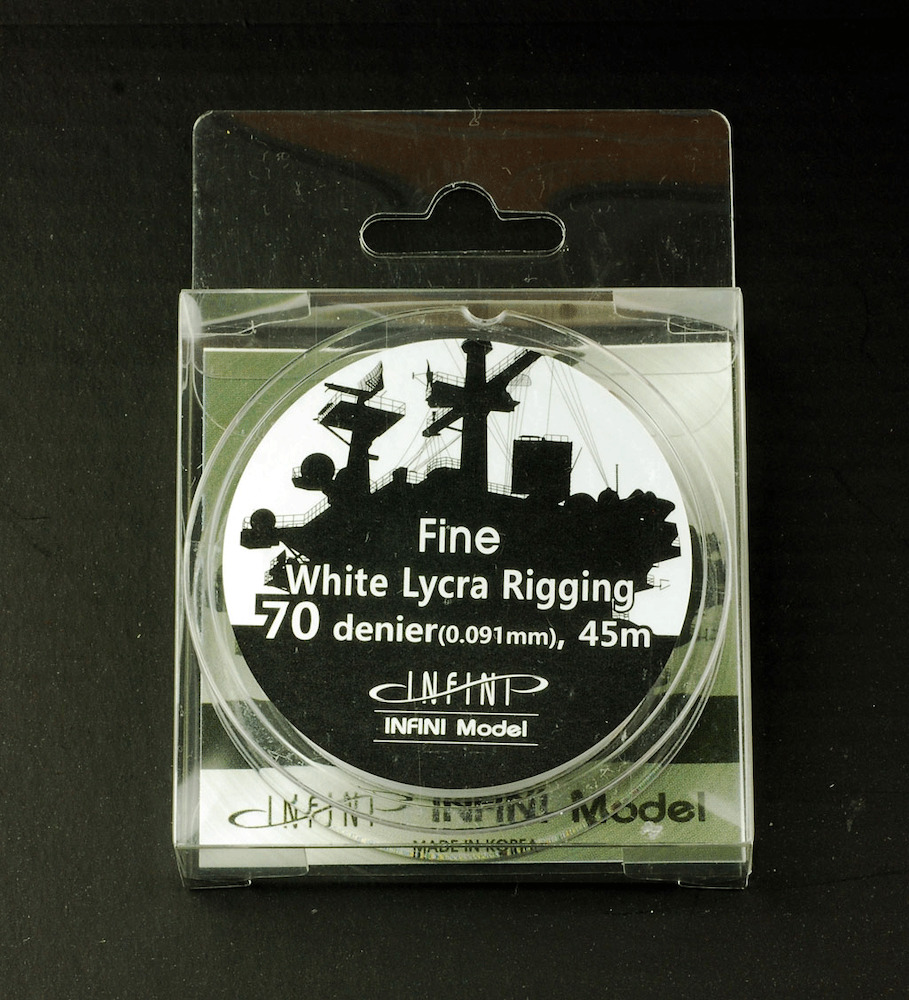 Fine
White Lycra Rigging
70 denier(0.091mm), 45m
INFINI
INFINI Model
INFINI INFINI Model
MADE IN KOREA